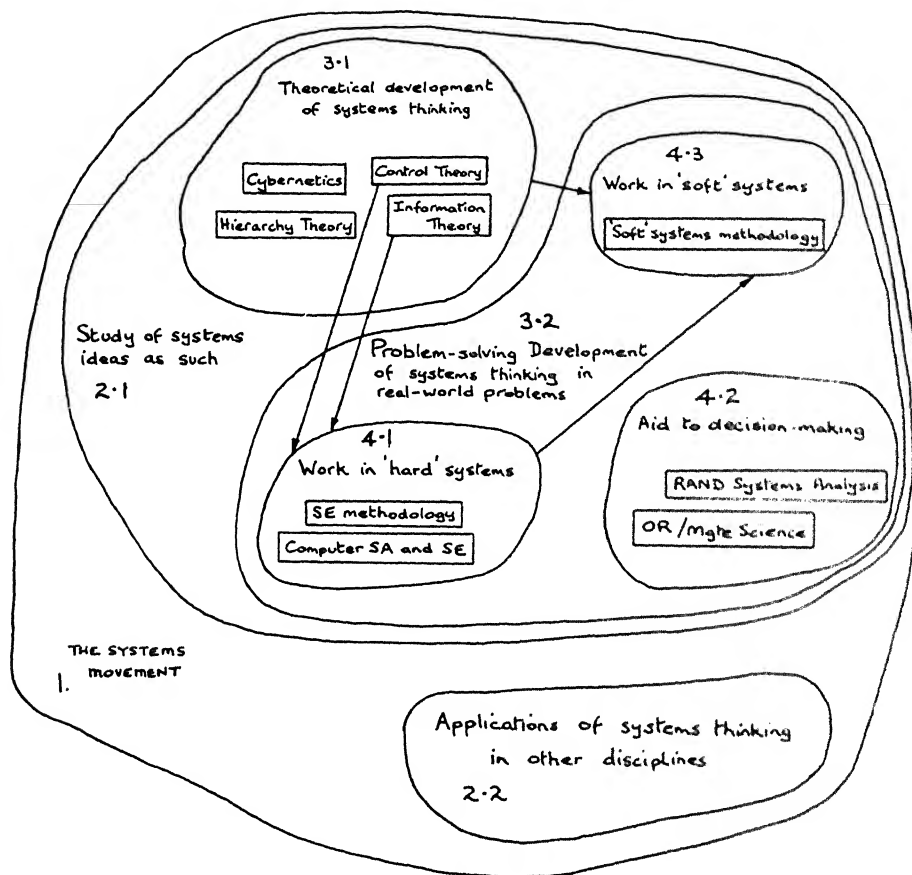 3·1
Theoretical development
of systems thinking
Cybernetics
Control Theory
Hierarchy Theory
Information
Theory
4·3
Work in 'soft' systems
'Soft' systems methodology
Study of systems
ideas as such
2·1
3·2
Problem-solving Development
of systems thinking in
real-world problems
4·1
Work in 'hard' systems
SE methodology
Computer SA and SE
4·2
Aid to decision-making
RAND Systems Analysis
OR/Mgte Science
THE SYSTEMS
MOVEMENT
1.
Applications of systems thinking
in other disciplines
2·2